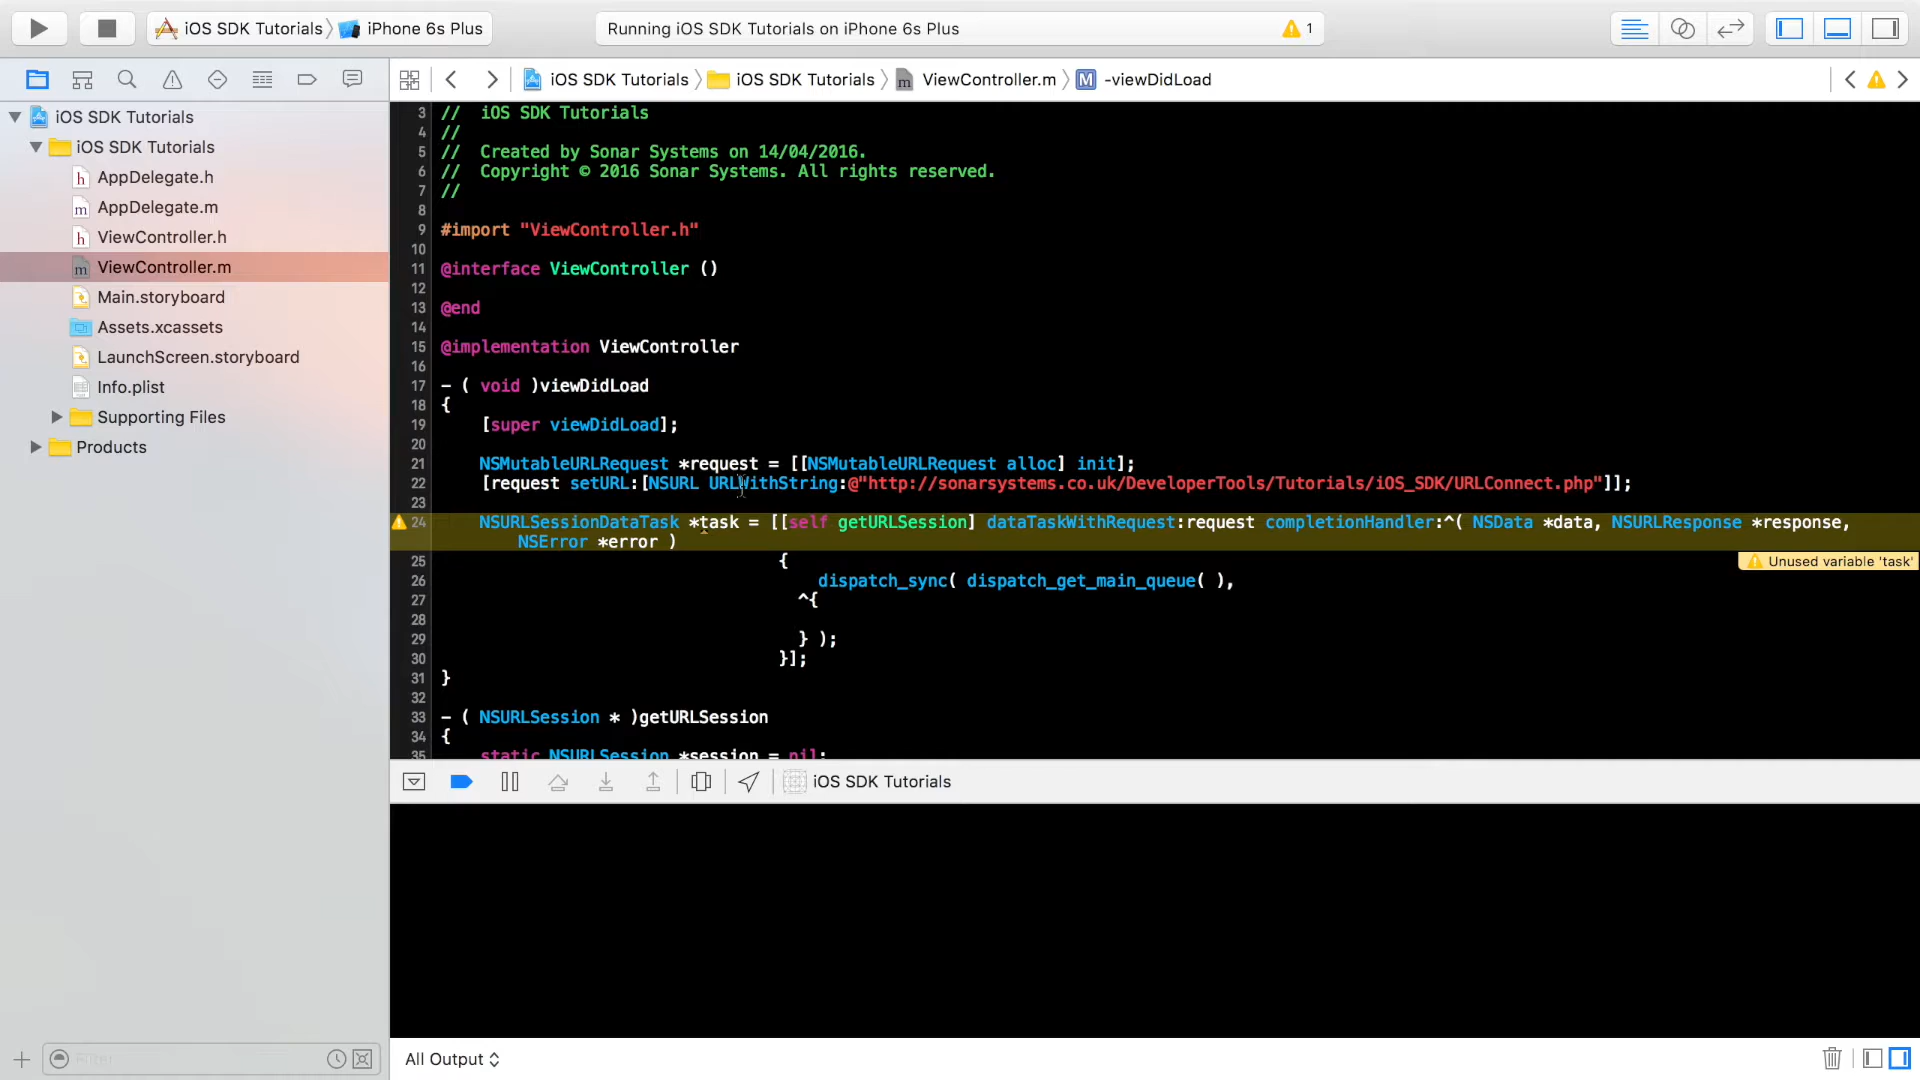 iOS SDK Tutorials
iPhone 6s Plus
Running iOS SDK Tutorials on iPhone 6s Plus
1
iOS SDK Tutorials
iOS SDK Tutorials
ViewController.m
M
-viewDidLoad
iOS SDK Tutorials
iOS SDK Tutorials
h AppDelegate.h
m AppDelegate.m
h ViewController.h
m ViewController.m
Main.storyboard
Assets.xcassets
LaunchScreen.storyboard
Info.plist
Supporting Files
Products
Filter
3 //  iOS SDK Tutorials
4 //
5 //  Created by Sonar Systems on 14/04/2016.
6 //  Copyright © 2016 Sonar Systems. All rights reserved.
7 //
8
9 #import "ViewController.h"
10
11 @interface ViewController ()
12
13 @end
14
15 @implementation ViewController
16
17 - ( void )viewDidLoad
18 {
19     [super viewDidLoad];
20
21     NSMutableURLRequest *request = [[NSMutableURLRequest alloc] init];
22     [request setURL:[NSURL URLWithString:@"http://sonarsystems.co.uk/DeveloperTools/Tutorials/iOS_SDK/URLConnect.php"]];
23
24     NSURLSessionDataTask *task = [[self getURLSession] dataTaskWithRequest:request completionHandler:^( NSData *data, NSURLResponse *response,
NSError *error )
Unused variable 'task'
25 {
26 dispatch_sync( dispatch_get_main_queue( ),
27 ^{
28
29 } );
30 }];
31 }
32
33 - ( NSURLSession * )getURLSession
34 {
35     static NSURLSession *session = nil;
iOS SDK Tutorials
All Output